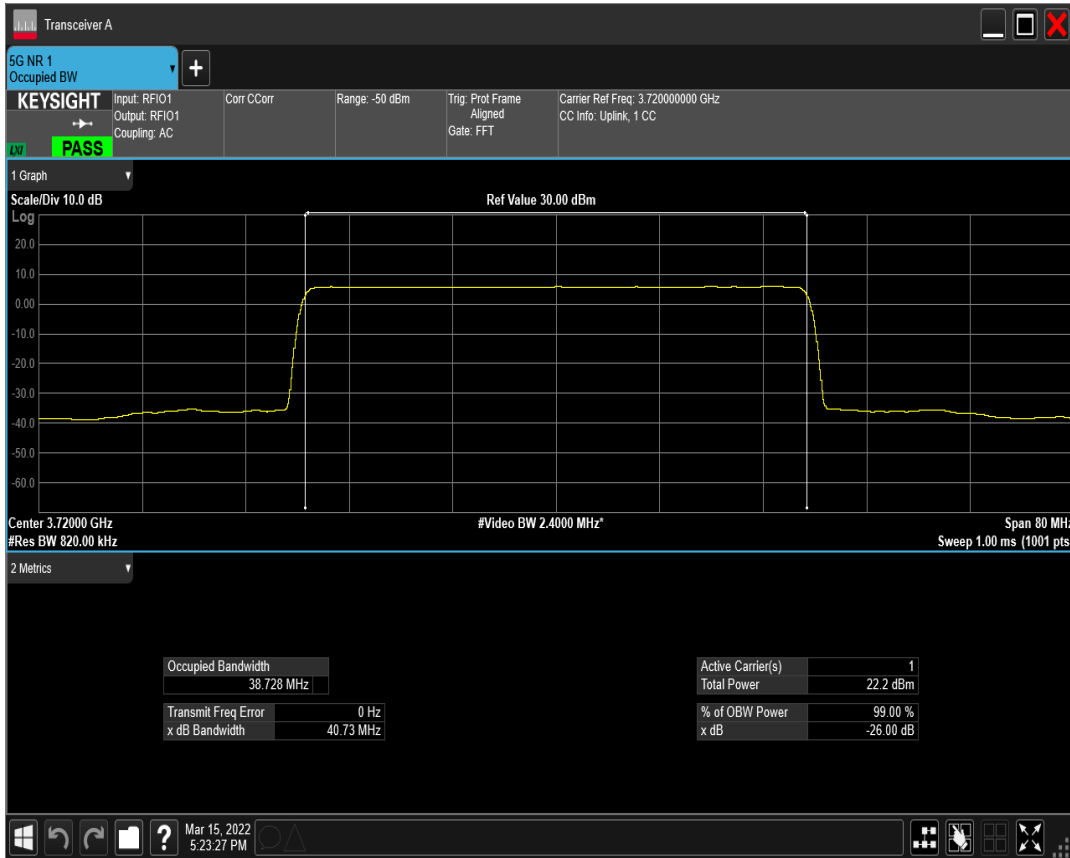 Transceiver A
5G NR 1
Occupied BW
+
KEYSIGHT
LXI
PASS
Input: RFIO1
Output: RFIO1
Coupling: AC
Corr CCorr
Range: -50 dBm
Trig: Prot Frame
Aligned
Gate: FFT
Carrier Ref Freq: 3.720000000 GHz
CC Info: Uplink, 1 CC
1 Graph
Scale/Div 10.0 dB
Ref Value 30.00 dBm
Log
20.0
10.0
0.00
-10.0
-20.0
-30.0
-40.0
-50.0
-60.0
Center 3.72000 GHz
#Video BW 2.4000 MHz*
Span 80 MHz
#Res BW 820.00 kHz
Sweep 1.00 ms (1001 pts
2 Metrics
Occupied Bandwidth
38.728 MHz
Transmit Freq Error 0 Hz
x dB Bandwidth 40.73 MHz
Active Carrier(s) 1
Total Power 22.2 dBm
% of OBW Power 99.00 %
x dB -26.00 dB
?
Mar 15, 2022
5:23:27 PM